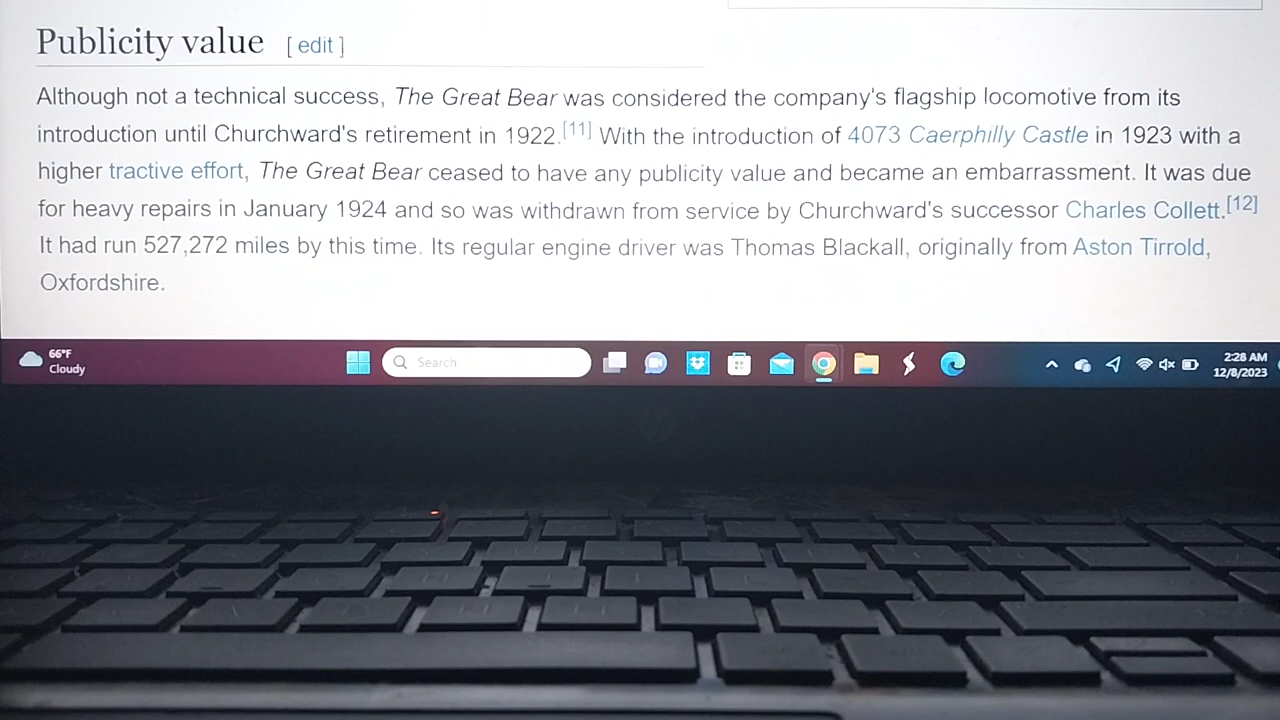 Publicity value [ edit ]
Although not a technical success, The Great Bear was considered the company's flagship locomotive from its
introduction until Churchward's retirement in 1922.[11] With the introduction of 4073 Caerphilly Castle in 1923 with a
higher tractive effort, The Great Bear ceased to have any publicity value and became an embarrassment. It was due
for heavy repairs in January 1924 and so was withdrawn from service by Churchward's successor Charles Collett.[12]
It had run 527,272 miles by this time. Its regular engine driver was Thomas Blackall, originally from Aston Tirrold,
Oxfordshire.
66°F
Cloudy
Search
2:28 AM
12/8/2023